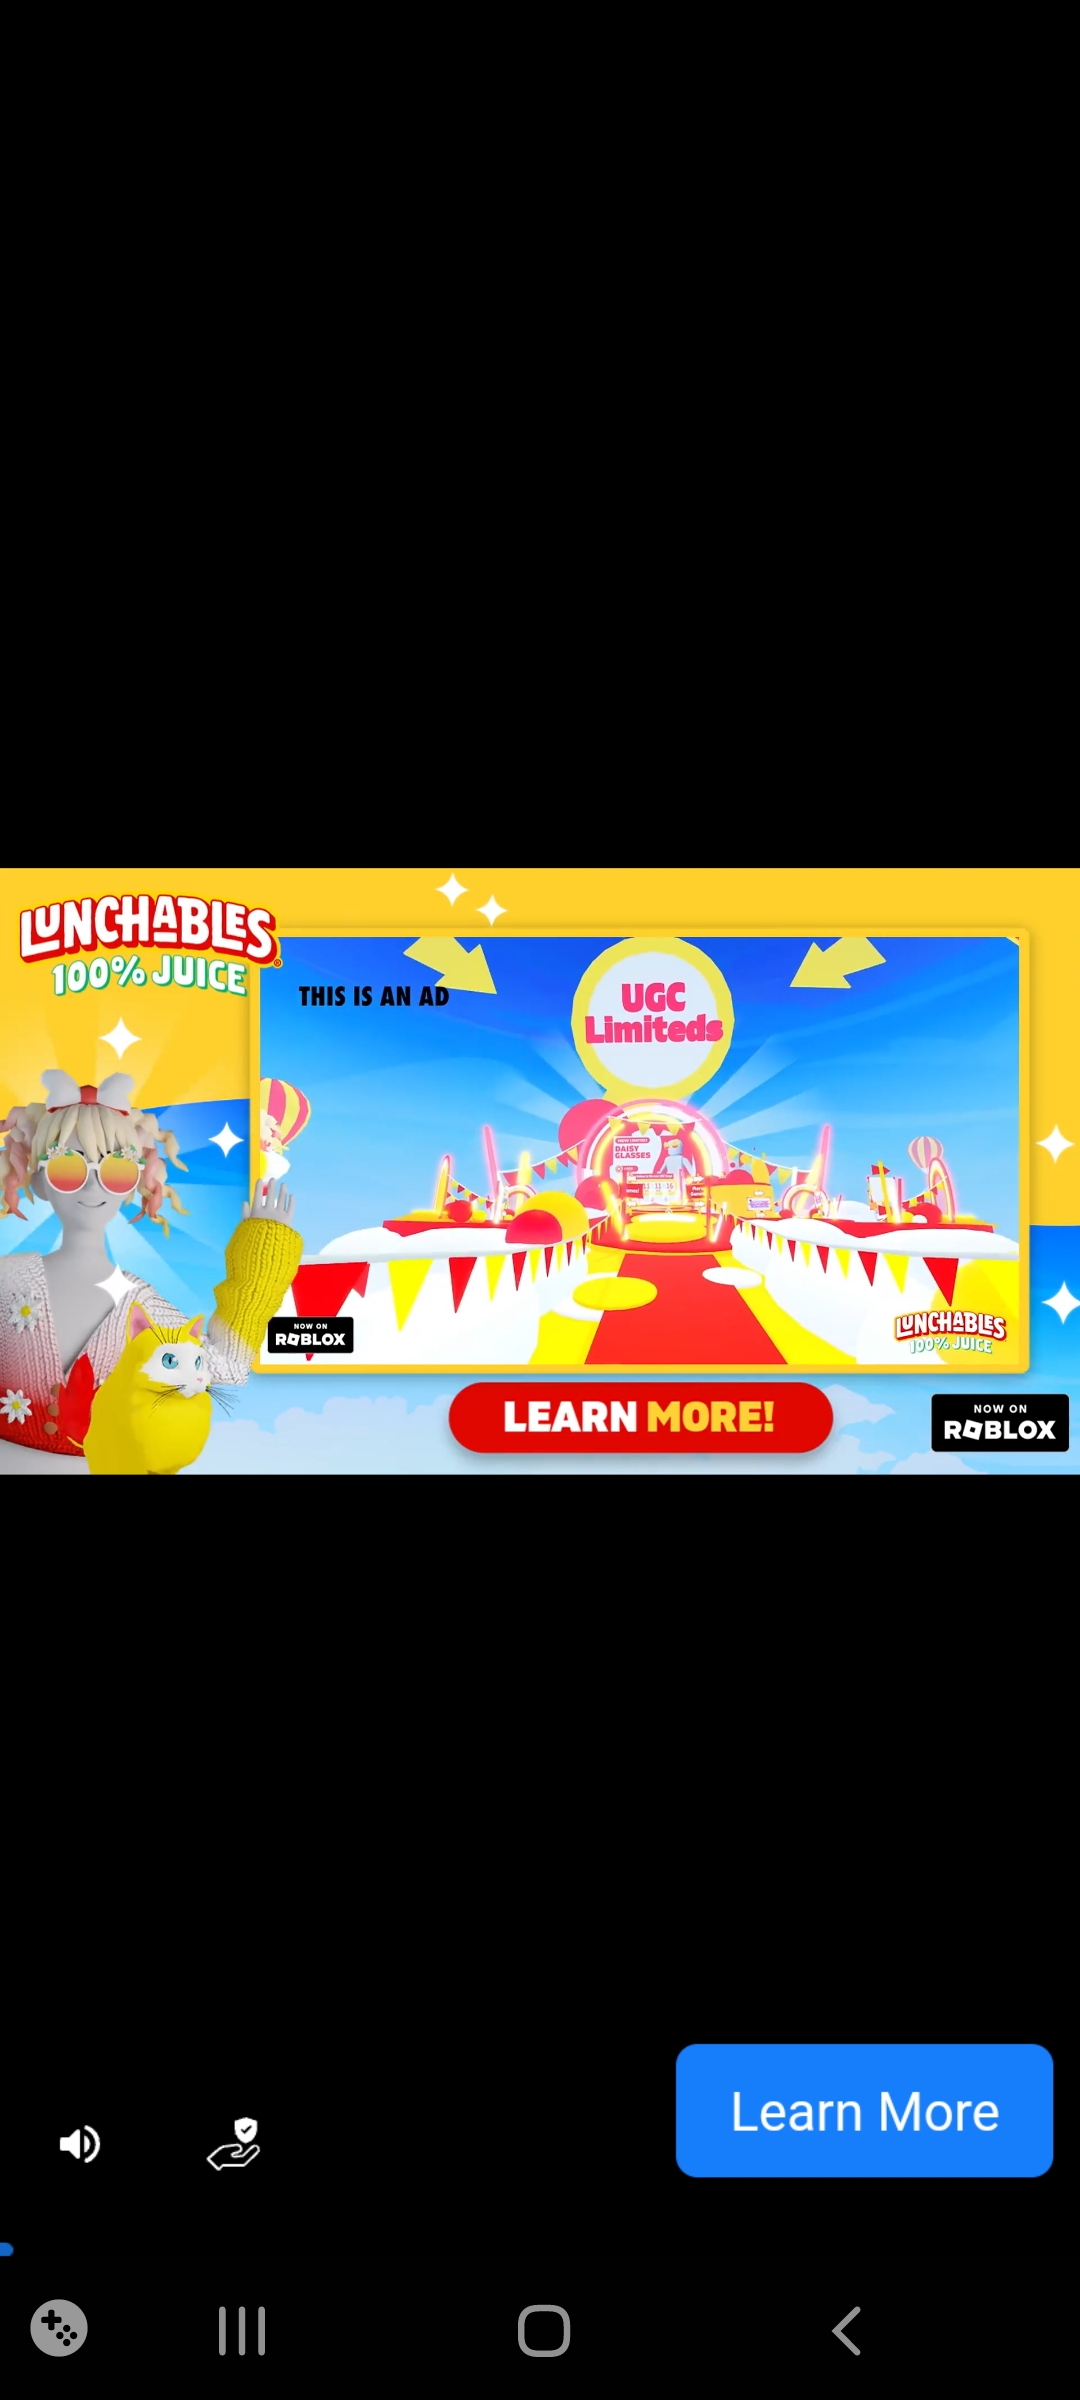 LUNCHABLES®
100% JUICE
THIS IS AN AD
UGC
Limiteds
DAISY
GLASSES
NOW ON
ROBLOX
LUNCHABLES
100% JUICE
LEARN MORE!
NOW ON
ROBLOX
Learn More